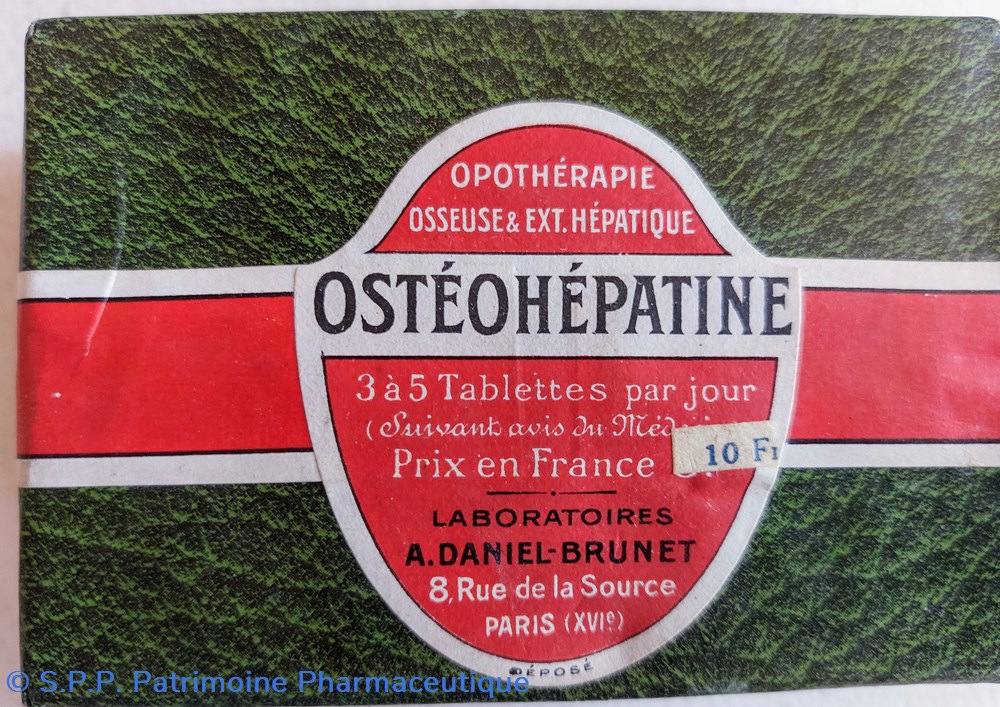 OPOTHÉRAPIE
OSSEUSE & EXT. HÉPATIQUE
OSTÉOHÉPATINE
3 à 5 Tablettes par jour
(Suivant avis du
Prix en France
10 Fr
LABORATOIRES
A. DANIEL-BRUNET
8, Rue de la Source
PARIS (XVIe)
DÉPOSÉ
© S.P.P. Patrimoine Pharmaceutique